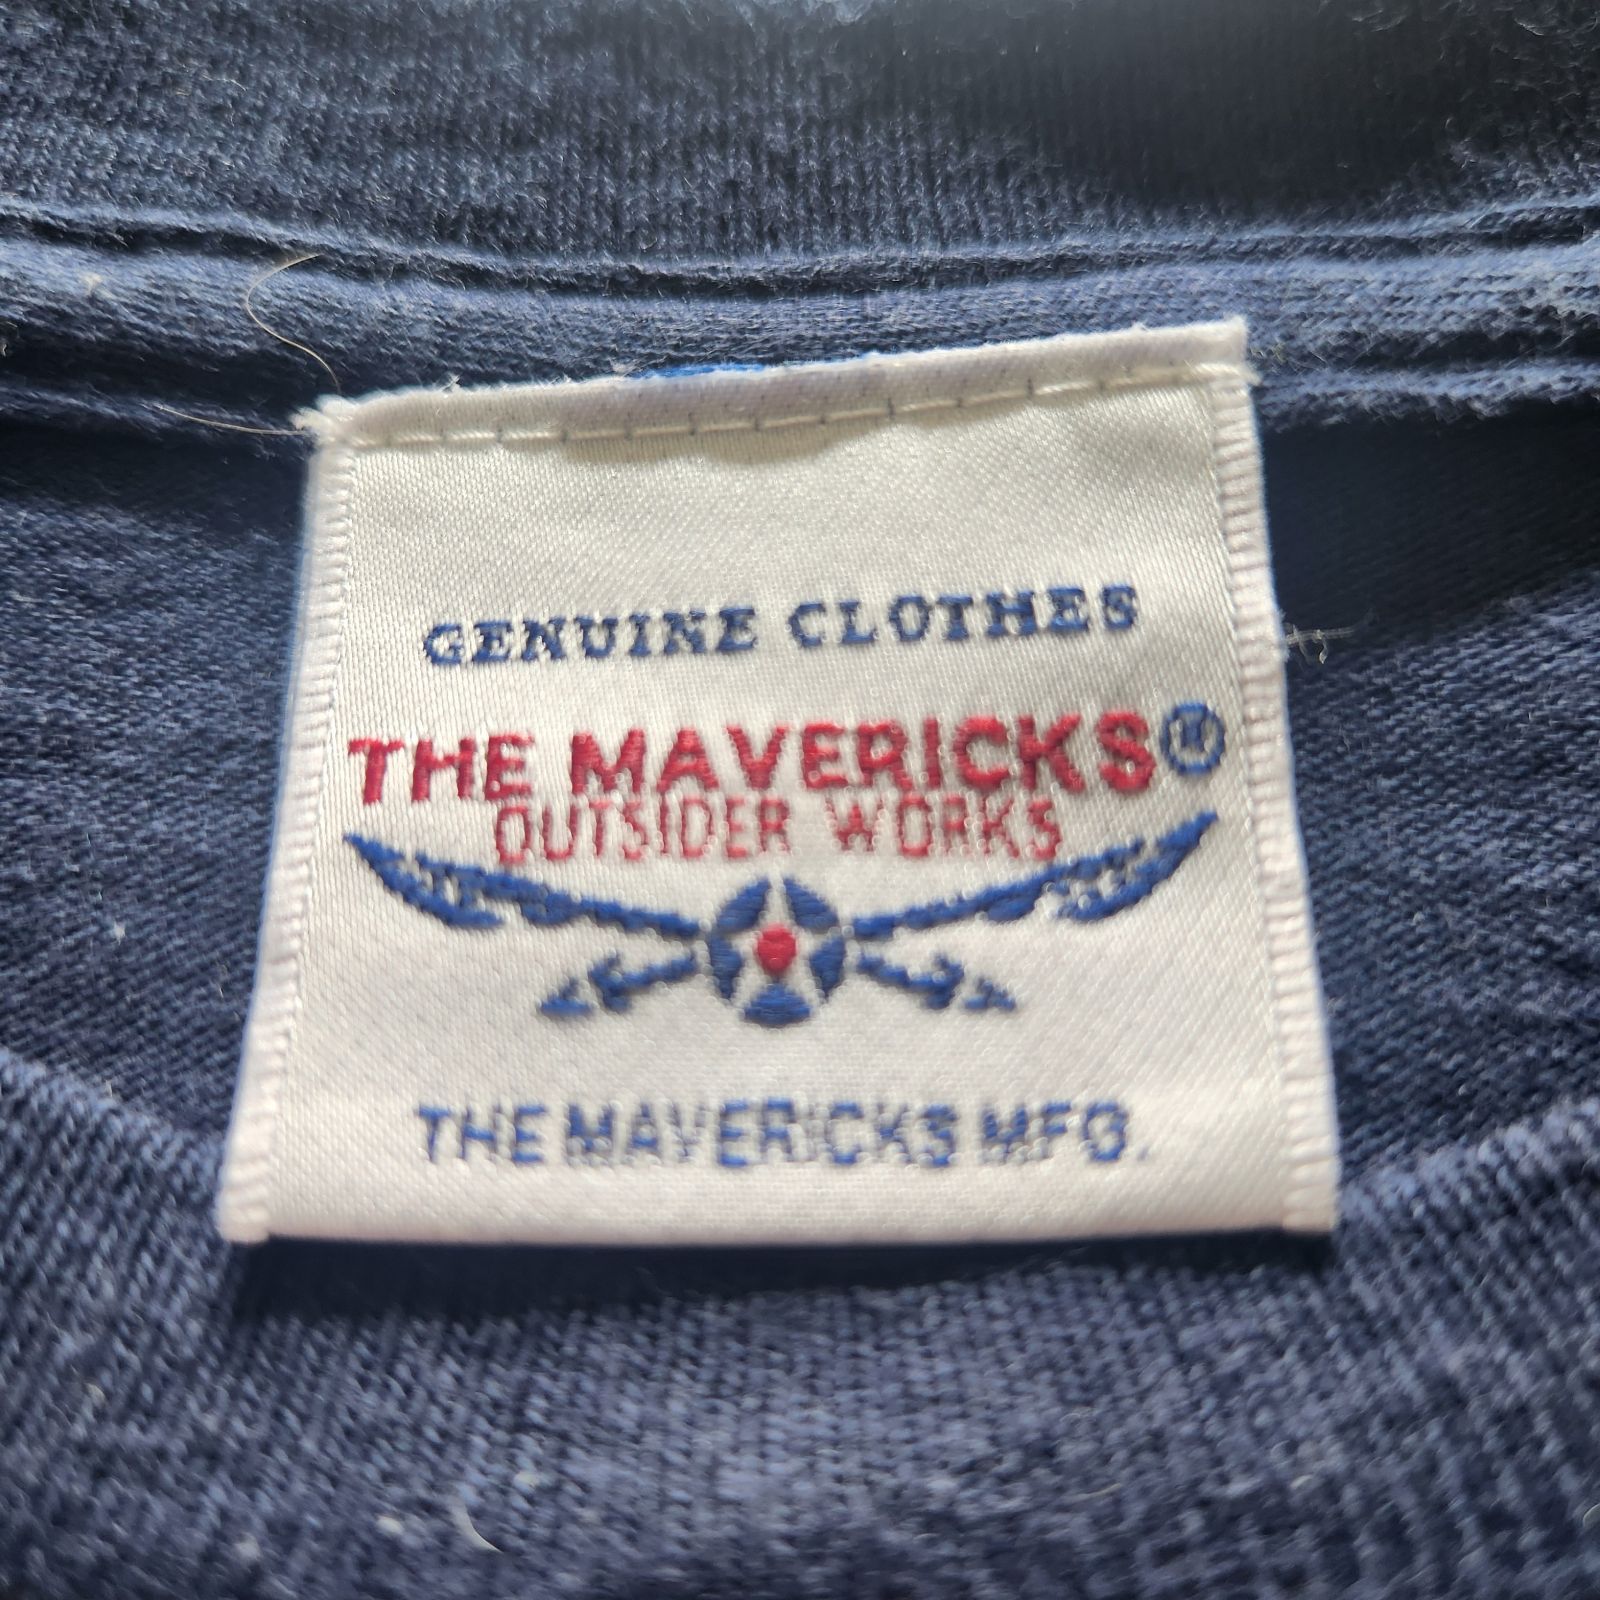 GENUINE CLOTHES
THE MAVERICKS®
OUTSIDER WORKS
THE MAVERICKS MFG.